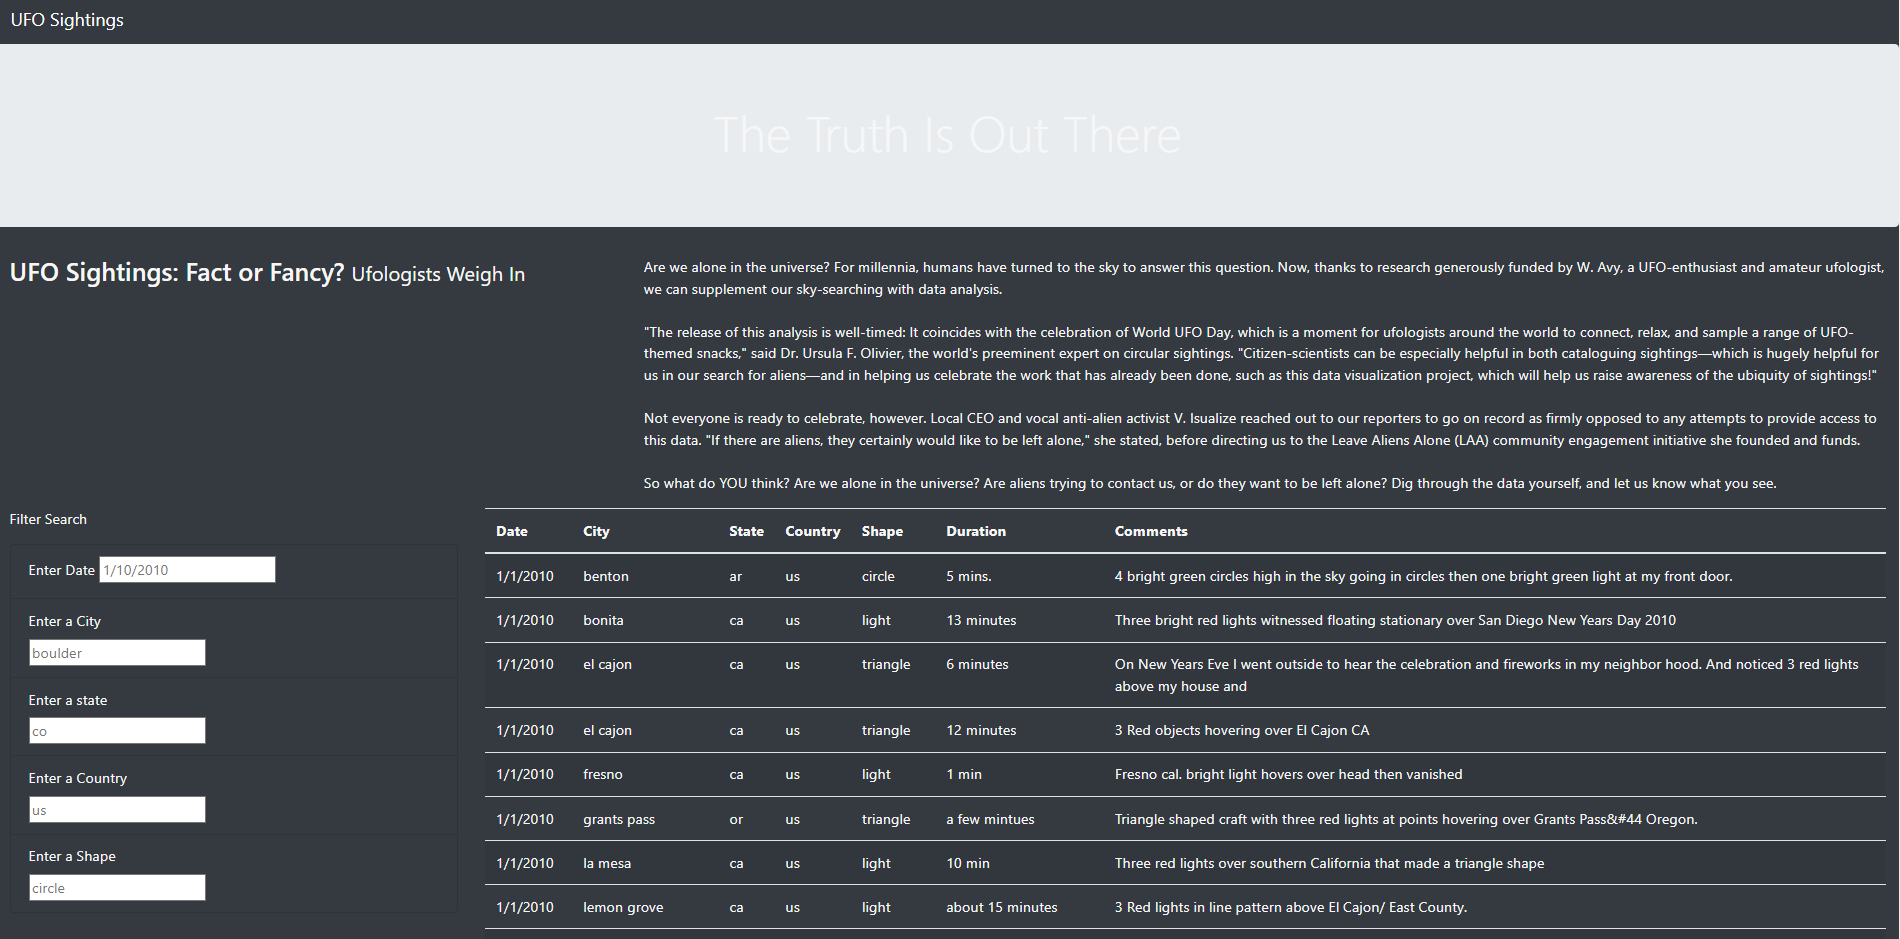 UFO Sightings
The Truth Is Out There
UFO Sightings: Fact or Fancy? Ufologists Weigh In
Are we alone in the universe? For millennia, humans have turned to the sky to answer this question. Now, thanks to research generously funded by W. Avy, a UFO-enthusiast and amateur ufologist,
we can supplement our sky-searching with data analysis.
"The release of this analysis is well-timed: It coincides with the celebration of World UFO Day, which is a moment for ufologists around the world to connect, relax, and sample a range of UFO-
themed snacks," said Dr. Ursula F. Olivier, the world's preeminent expert on circular sightings. "Citizen-scientists can be especially helpful in both cataloguing sightings—which is hugely helpful for
us in our search for aliens—and in helping us celebrate the work that has already been done, such as this data visualization project, which will help us raise awareness of the ubiquity of sightings!"
Not everyone is ready to celebrate, however. Local CEO and vocal anti-alien activist V. Isualize reached out to our reporters to go on record as firmly opposed to any attempts to provide access to
this data. "If there are aliens, they certainly would like to be left alone," she stated, before directing us to the Leave Aliens Alone (LAA) community engagement initiative she founded and funds.
So what do YOU think? Are we alone in the universe? Are aliens trying to contact us, or do they want to be left alone? Dig through the data yourself, and let us know what you see.
Filter Search
Enter Date 1/10/2010
Enter a City
boulder
Enter a state
co
Enter a Country
us
Enter a Shape
circle
Date City State Country Shape Duration Comments
1/1/2010 benton ar us circle 5 mins. 4 bright green circles high in the sky going in circles then one bright green light at my front door.
1/1/2010 bonita ca us light 13 minutes Three bright red lights witnessed floating stationary over San Diego New Years Day 2010
1/1/2010 el cajon ca us triangle 6 minutes On New Years Eve I went outside to hear the celebration and fireworks in my neighbor hood. And noticed 3 red lights
above my house and
1/1/2010 el cajon ca us triangle 12 minutes 3 Red objects hovering over El Cajon CA
1/1/2010 fresno ca us light 1 min Fresno cal. bright light hovers over head then vanished
1/1/2010 grants pass or us triangle a few mintues Triangle shaped craft with three red lights at points hovering over Grants Pass&#44 Oregon.
1/1/2010 la mesa ca us light 10 min Three red lights over southern California that made a triangle shape
1/1/2010 lemon grove ca us light about 15 minutes 3 Red lights in line pattern above El Cajon/ East County.